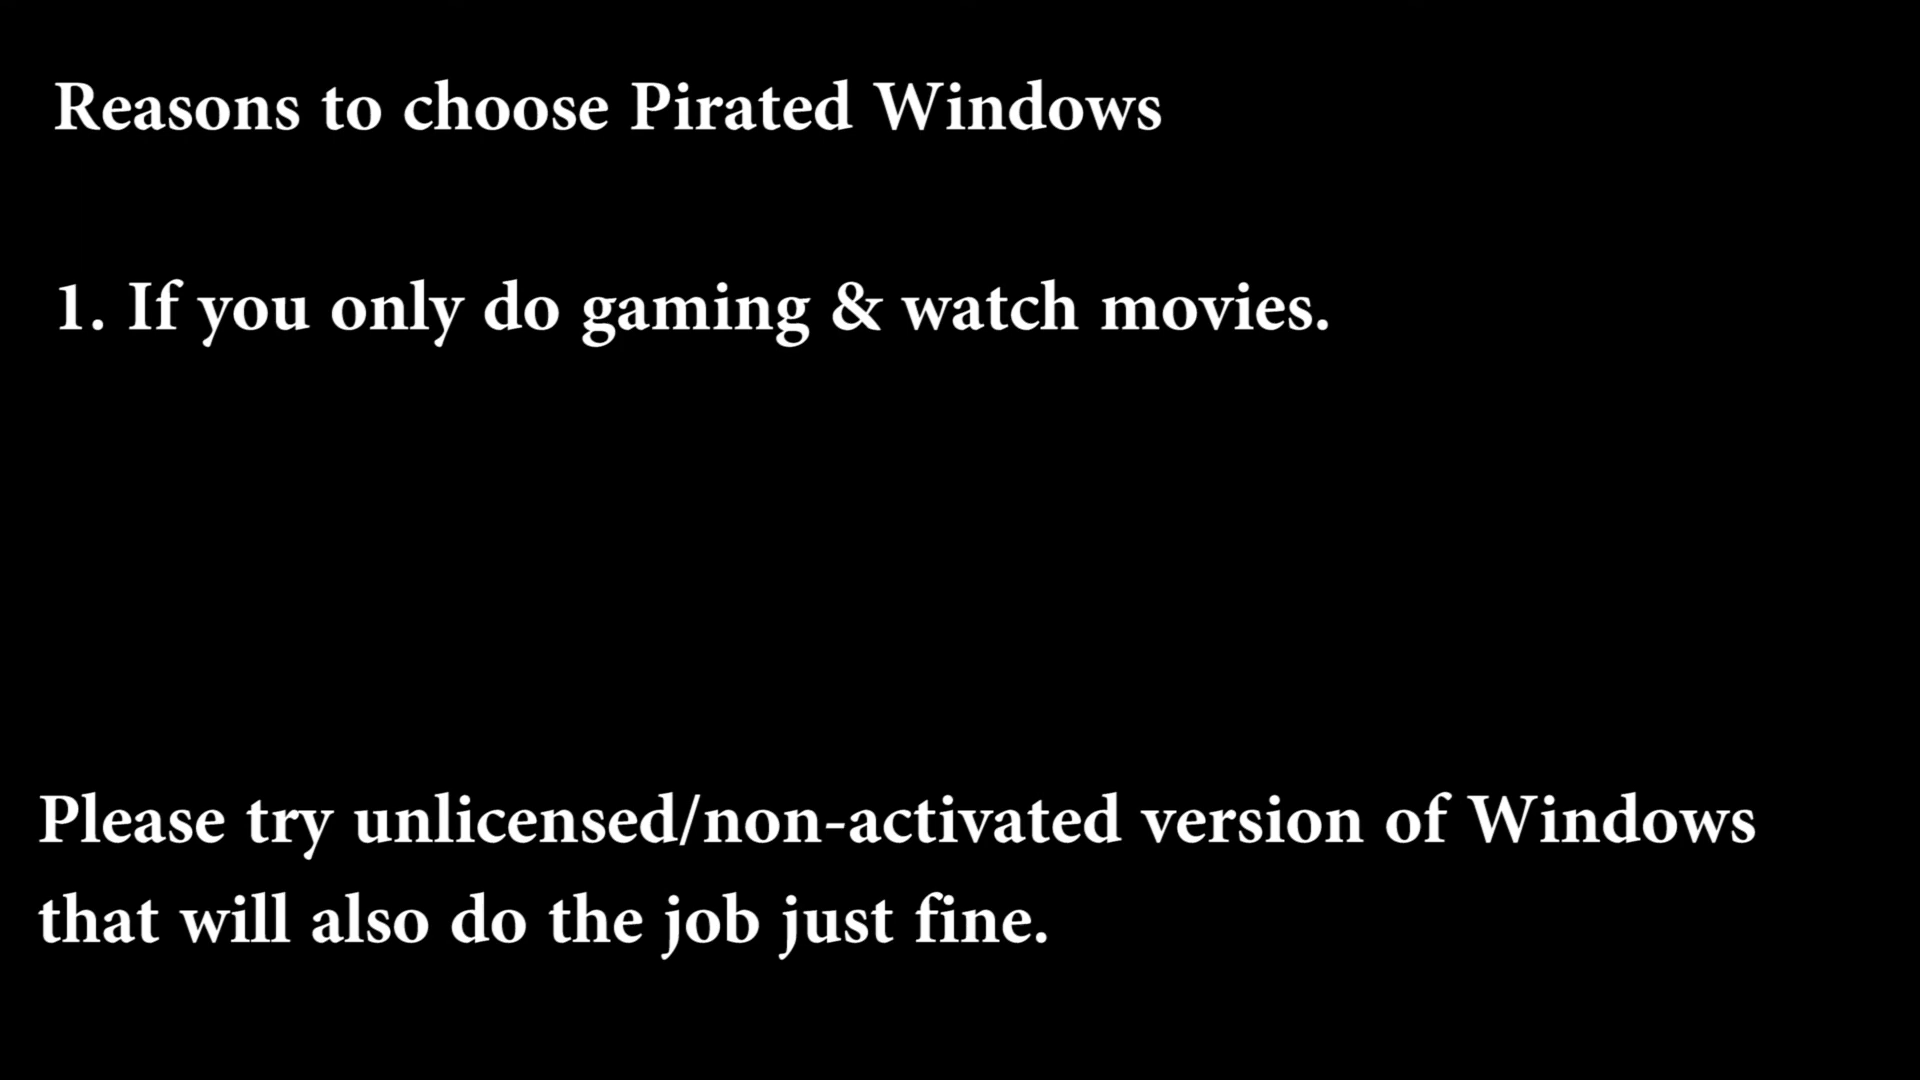 Reasons to choose Pirated Windows
1. If you only do gaming & watch movies.
Please try unlicensed/non-activated version of Windows
that will also do the job just fine.